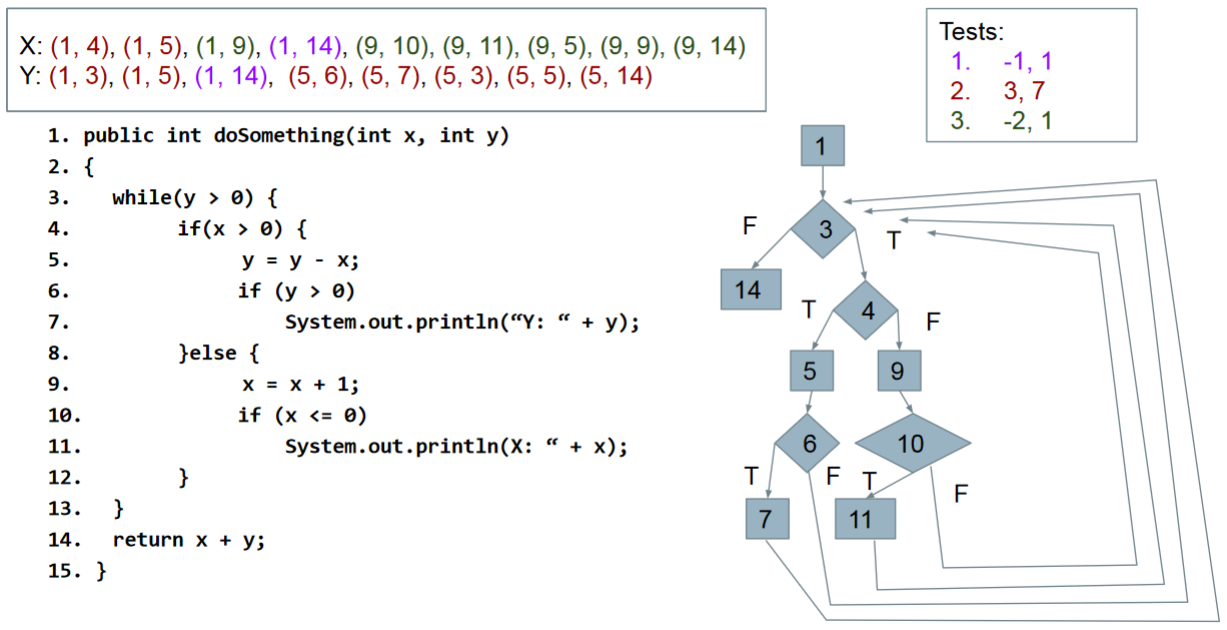 X: (1, 4), (1, 5), (1, 9), (1, 14), (9, 10), (9, 11), (9, 5), (9, 9), (9, 14)
Y: (1, 3), (1, 5), (1, 14), (5, 6), (5, 7), (5, 3), (5, 5), (5, 14)
Tests:
1. -1, 1
2. 3, 7
3. -2, 1
1. public int doSomething(int x, int y)
2. {
3. while(y > 0) {
4. if(x > 0) {
5. y = y - x;
6. if (y > 0)
7. System.out.println(“Y: “ + y);
8. }else {
9. x = x + 1;
10. if (x <= 0)
11. System.out.println(X: “ + x);
12. }
13. }
14. return x + y;
15. }
1
F
3
T
14
T
4
F
5
9
6
10
T
F
T
F
7
11